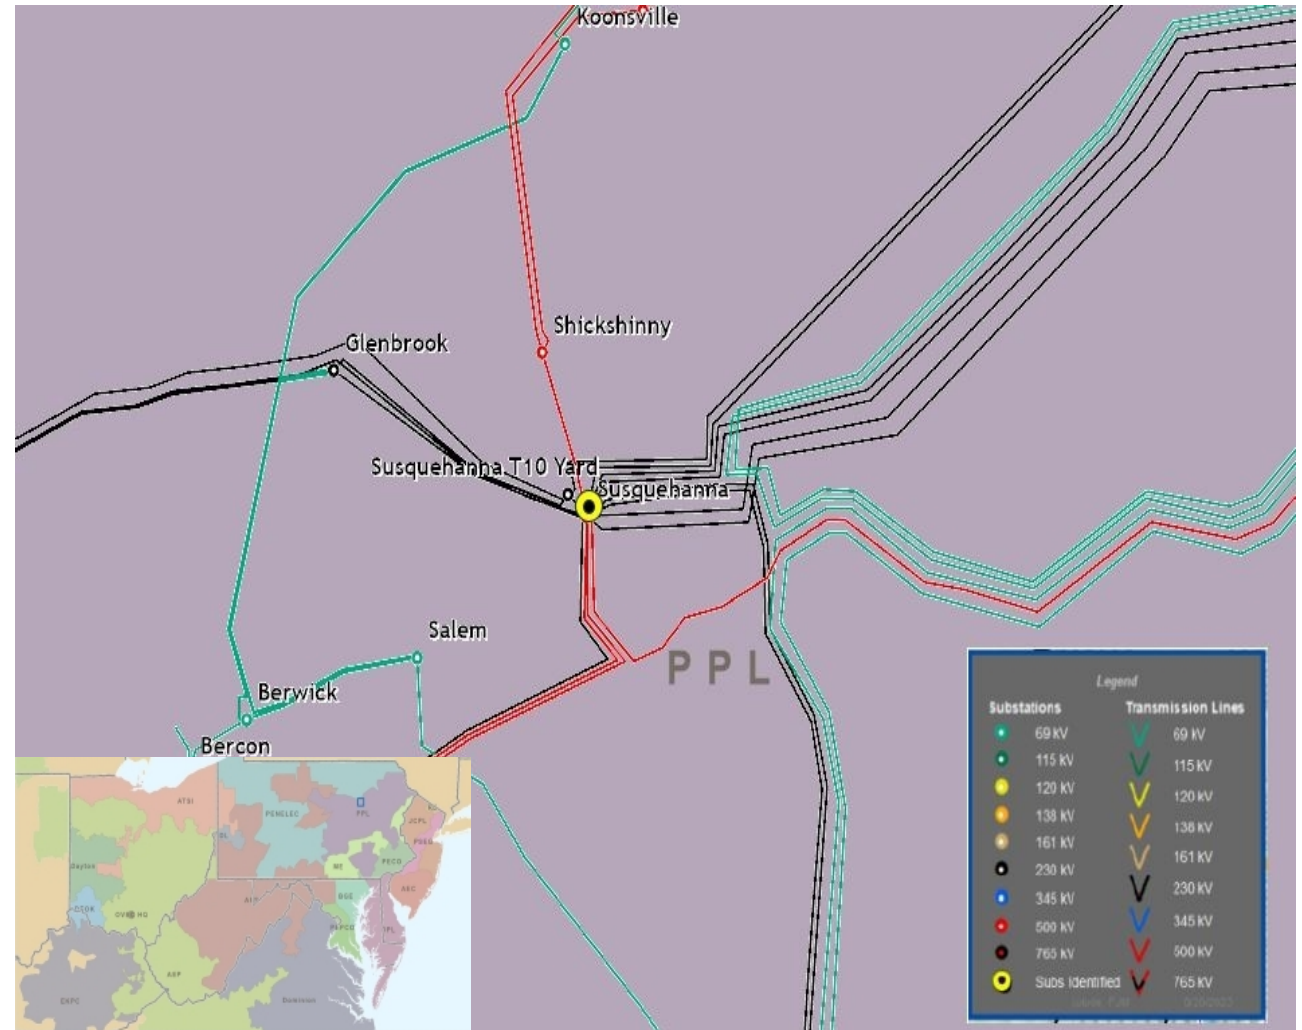 Koonsville
Shickshinny
Glenbrook
Susquehanna T10 Yard
Susquehanna
Salem
PPL
Berwick
Bercon
Legend
Substations
69 kV
115 kV
120 kV
138 kV
161 kV
230 kV
345 kV
500 kV
765 kV
Subs Identified
Transmission Lines
69 kV
115 kV
120 kV
138 kV
161 kV
230 kV
345 kV
500 kV
765 kV
ATSI
PENELEC
PPL
JCPL
PSEG
ME
PECO
Dayton
AEC
BGE
PEPCO
DPL
AEP
EKPC
Dominion